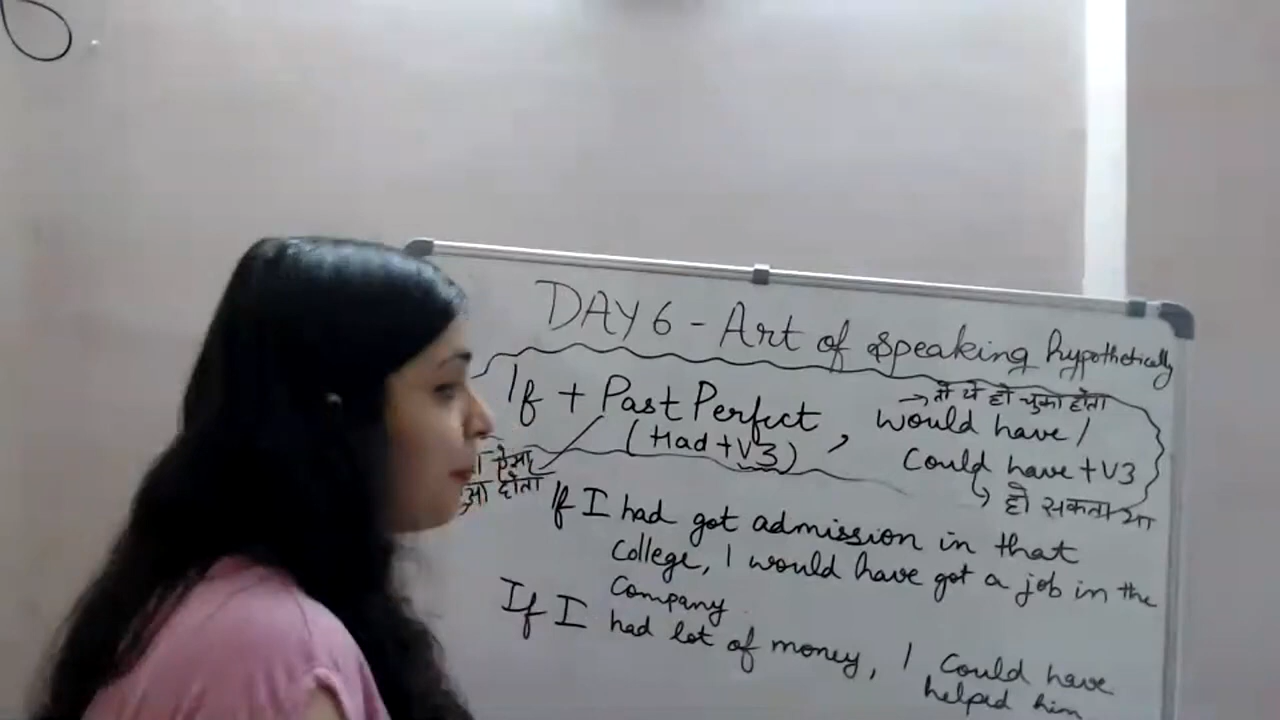 DAY 6 - Art of speaking hypothetically
→ तो ये हो चुका होता
If + Past Perfect, would have /
(Had + V3) Could have + V3
ऐसा
होता
हो सकता था
If I had got admission in that
College, I would have got a job in the
Company
If I had lot of money, I could have
helped him